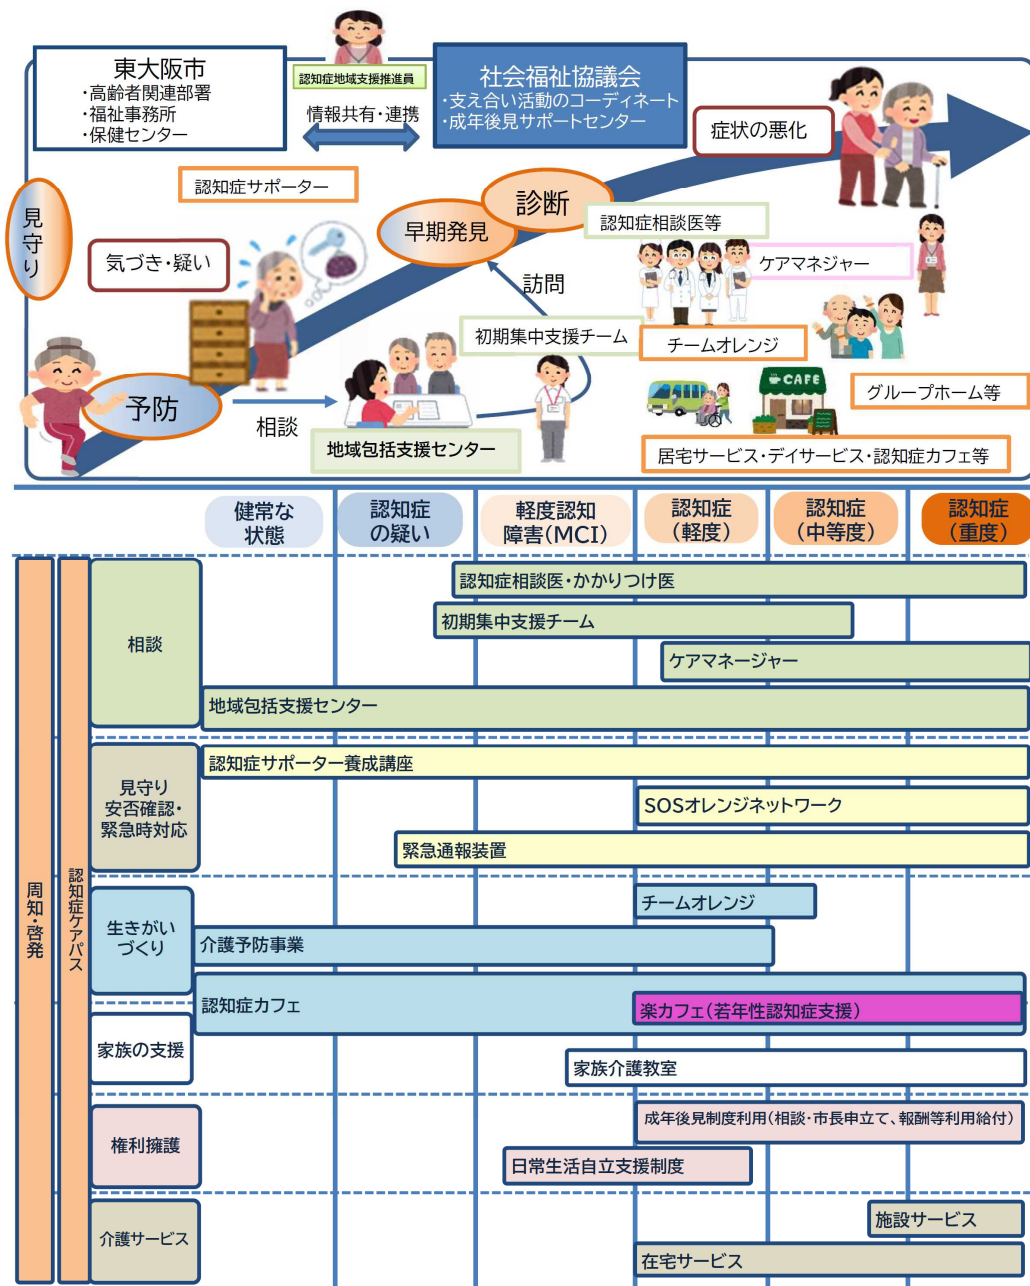 東大阪市
・高齢者関連部署
・福祉事務所
・保健センター
認知症地域支援推進員
情報共有・連携
社会福祉協議会
・支え合い活動のコーディネート
・成年後見サポートセンター
症状の悪化
認知症サポーター
見守り
診断
早期発見
認知症相談医等
気づき・疑い
ケアマネジャー
訪問
初期集中支援チーム
チームオレンジ
CAFE
予防
グループホーム等
相談
地域包括支援センター
居宅サービス・デイサービス・認知症カフェ等
健常な
状態
認知症
の疑い
軽度認知
障害(MCI)
認知症
(軽度)
認知症
(中等度)
認知症
(重度)
周知・啓発
認知症ケアパス
相談
認知症相談医・かかりつけ医
初期集中支援チーム
ケアマネージャー
地域包括支援センター
見守り
安否確認・
緊急時対応
認知症サポーター養成講座
SOSオレンジネットワーク
緊急通報装置
生きがい
づくり
チームオレンジ
介護予防事業
認知症カフェ
楽カフェ(若年性認知症支援)
家族の支援
家族介護教室
権利擁護
成年後見制度利用(相談・市長申立て、報酬等利用給付)
日常生活自立支援制度
介護サービス
施設サービス
在宅サービス